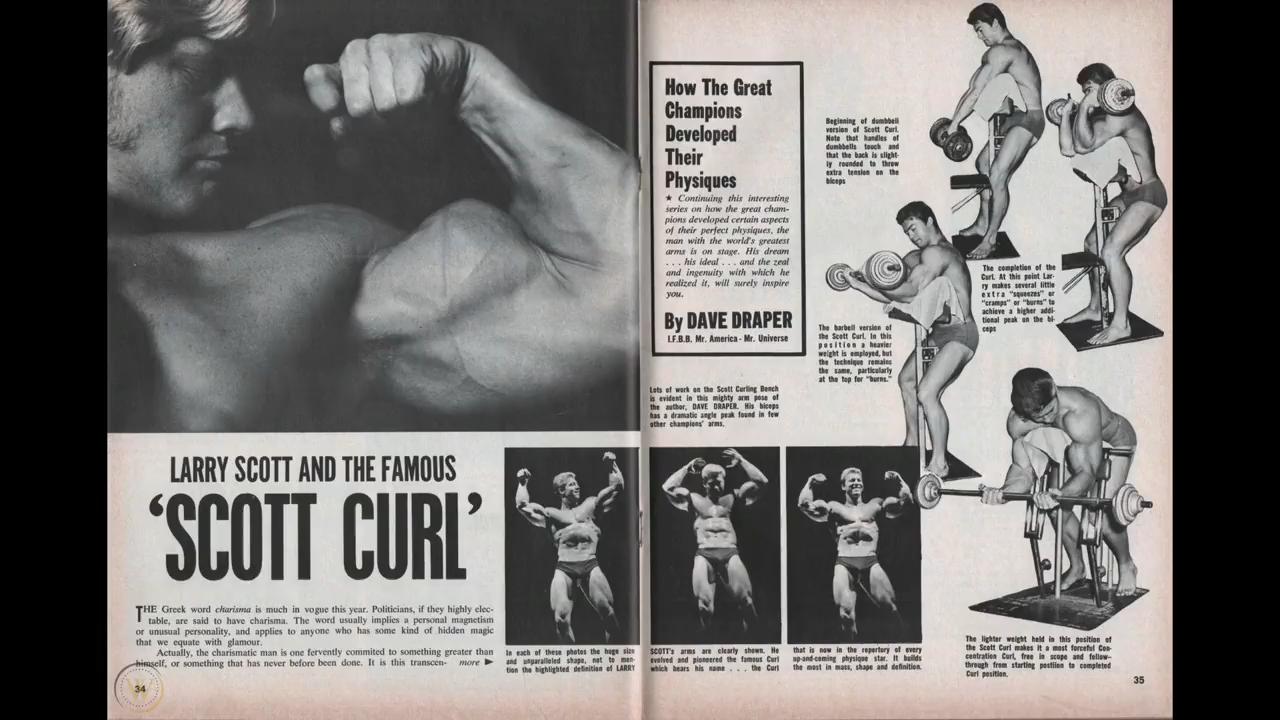 LARRY SCOTT AND THE FAMOUS
‘SCOTT CURL’
THE Greek word charisma is much in vogue this year. Politicians, if they highly elec-
table, are said to have charisma. The word usually implies a personal magnetism
or unusual personality, and applies to anyone who has some kind of hidden magic
that we equate with glamour.
Actually, the charismatic man is one fervently commited to something greater than
himself, or something that has never before been done. It is this transcen- more ►
34
How The Great
Champions
Developed
Their
Physiques
★ Continuing this interesting
series on how the great cham-
pions developed certain aspects
of their perfect physiques, the
man with the world's greatest
arms is on stage. His dream
. . . his ideal . . . and the zeal
and ingenuity with which he
realized it, will surely inspire
you.
By DAVE DRAPER
I.F.B.B. Mr. America - Mr. Universe
Lots of work on the Scott Curling Bench
is evident in this mighty arm pose of
the author, DAVE DRAPER. His biceps
has a dramatic angle peak found in few
other champions' arms.
Beginning of dumbbell
version of Scott Curl.
Note that handles of
dumbbells touch and
that the back is slight-
ly rounded to throw
extra tension on the
biceps
The completion of the
Curl. At this point Lar-
ry makes several little
extra "squeezes" or
"cramps" or "burns" to
achieve a higher addi-
tional peak on the bi-
ceps
The barbell version of
the Scott Curl. In this
position a heavier
weight is employed, but
the technique remains
the same, particularly
at the top for "burns."
In each of these photos the huge size
and unparalleled shape, not to men-
tion the highlighted definition of LARRY
SCOTT's arms are clearly shown. He
evolved and pioneered the famous Curl
which bears his name . . . the Curl
that is now in the repertory of every
up-and-coming physique star. It builds
the most in mass, shape and definition.
The lighter weight held in this position of
the Scott Curl makes it a most forceful Con-
centration Curl, free in scope and follow-
through from starting postiion to completed
Curl position.
35